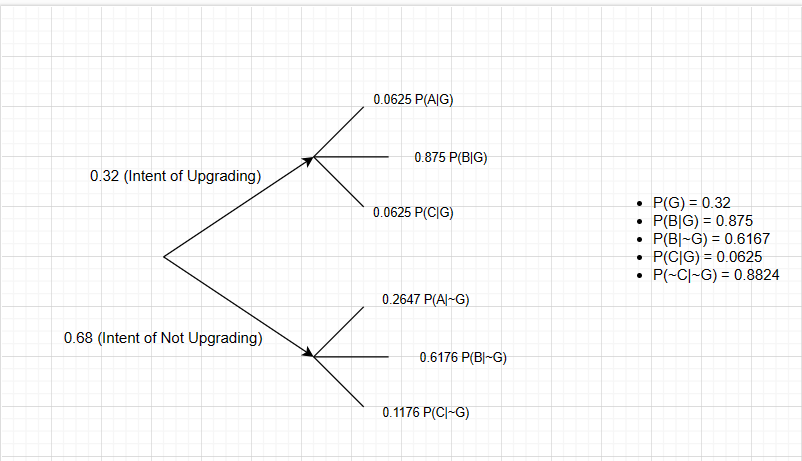 0.0625 P(A|G)
0.875 P(B|G)
0.32 (Intent of Upgrading)
0.0625 P(C|G)
• P(G) = 0.32
• P(B|G) = 0.875
• P(B|~G) = 0.6167
• P(C|G) = 0.0625
• P(~C|~G) = 0.8824
0.2647 P(A|~G)
0.68 (Intent of Not Upgrading)
0.6176 P(B|~G)
0.1176 P(C|~G)